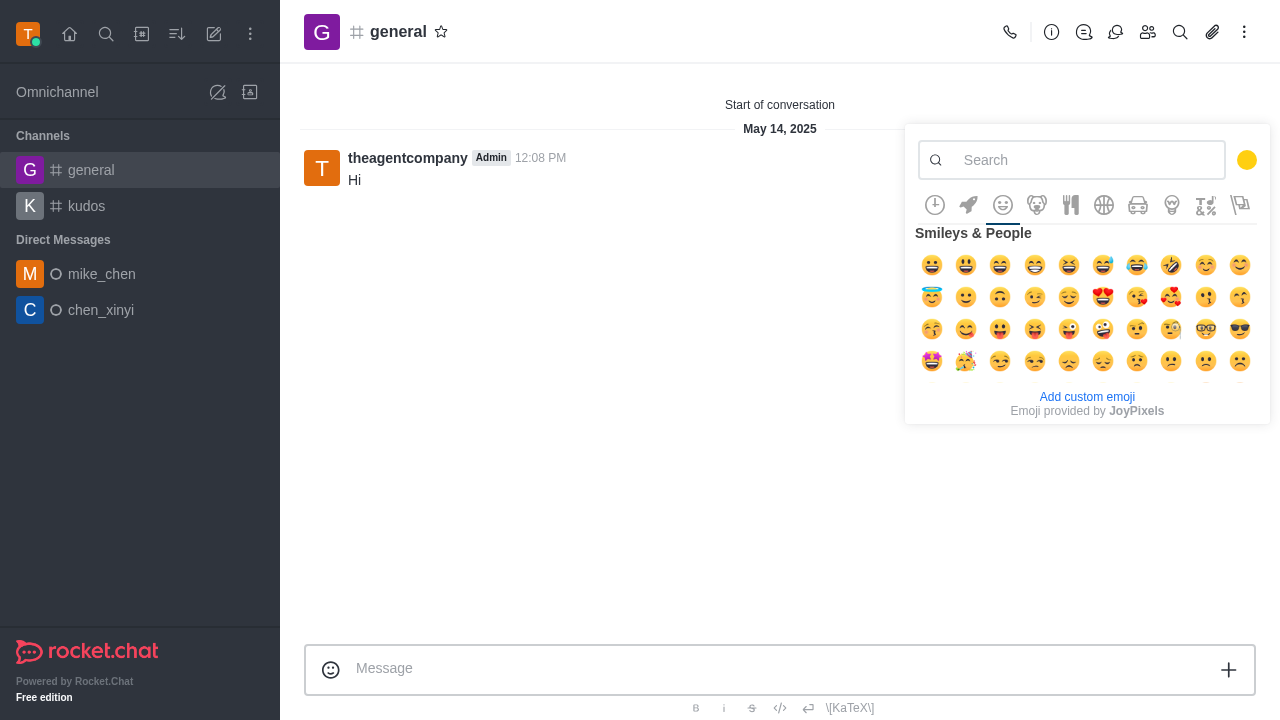 T
Omnichannel
Channels
G general
K kudos
Direct Messages
M mike_chen
C chen_xinyi
rocket.chat
Powered by Rocket.Chat
Free edition
G general
Start of conversation
May 14, 2025
T
theagentcompany Admin 12:08 PM
Hi
Search
Smileys & People
Add custom emoji
Emoji provided by JoyPixels
Message
B i S \[KaTeX\]